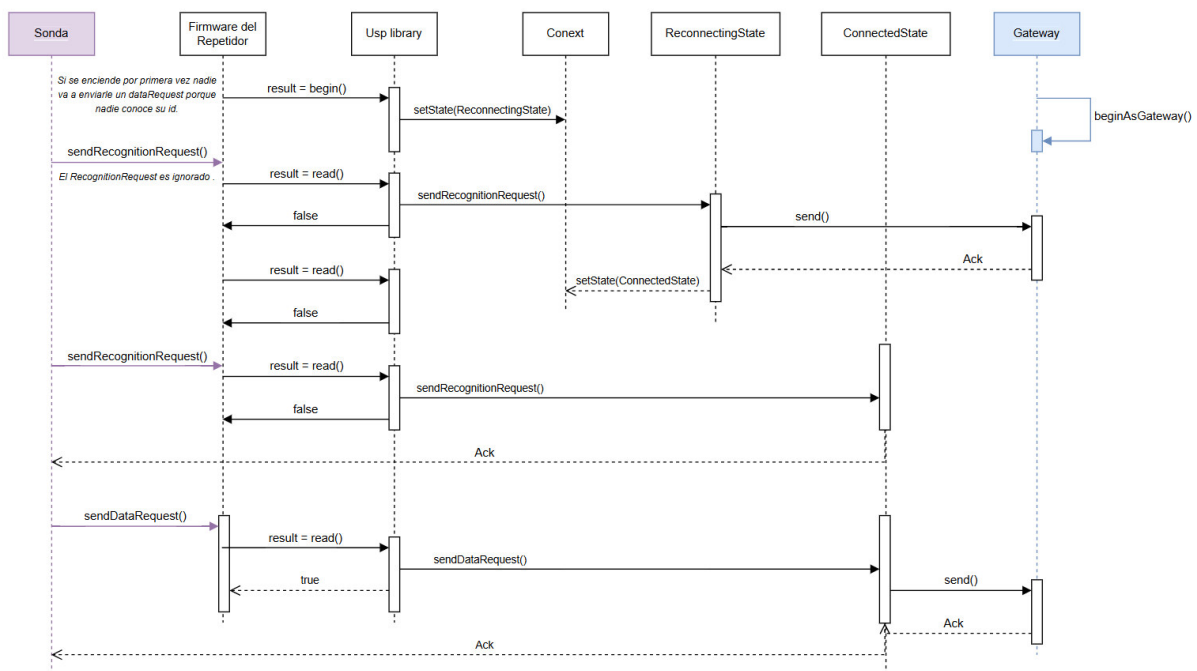 Sonda
Firmware del
Repetidor
Usp library
Conext
ReconnectingState
ConnectedState
Gateway
Si se enciende por primera vez nadie
va a enviarle un dataRequest porque
nadie conoce su id.
result = begin()
setState(ReconnectingState)
beginAsGateway()
sendRecognitionRequest()
El RecognitionRequest es ignorado .
result = read()
sendRecognitionRequest()
false
send()
Ack
result = read()
setState(ConnectedState)
false
sendRecognitionRequest()
result = read()
sendRecognitionRequest()
false
Ack
sendDataRequest()
result = read()
sendDataRequest()
true
send()
Ack
Ack